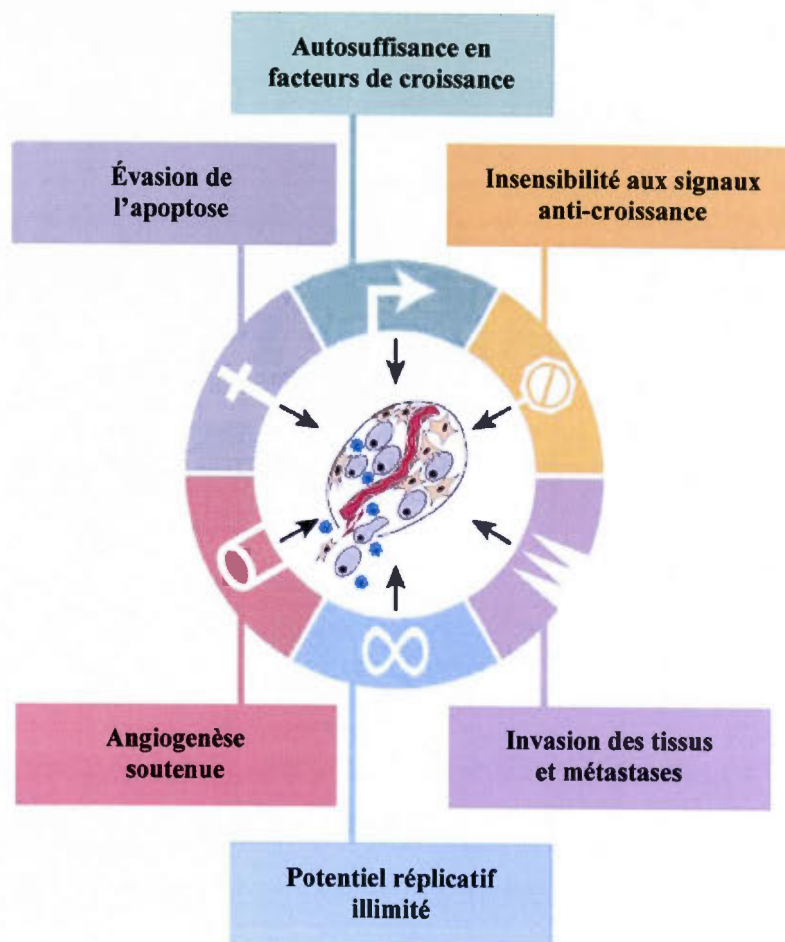 Autosuffisance en
facteurs de croissance
Évasion de
l'apoptose
Insensibilité aux signaux
anti-croissance
Angiogenèse
soutenue
Invasion des tissus
et métastases
Potentiel réplicatif
illimité